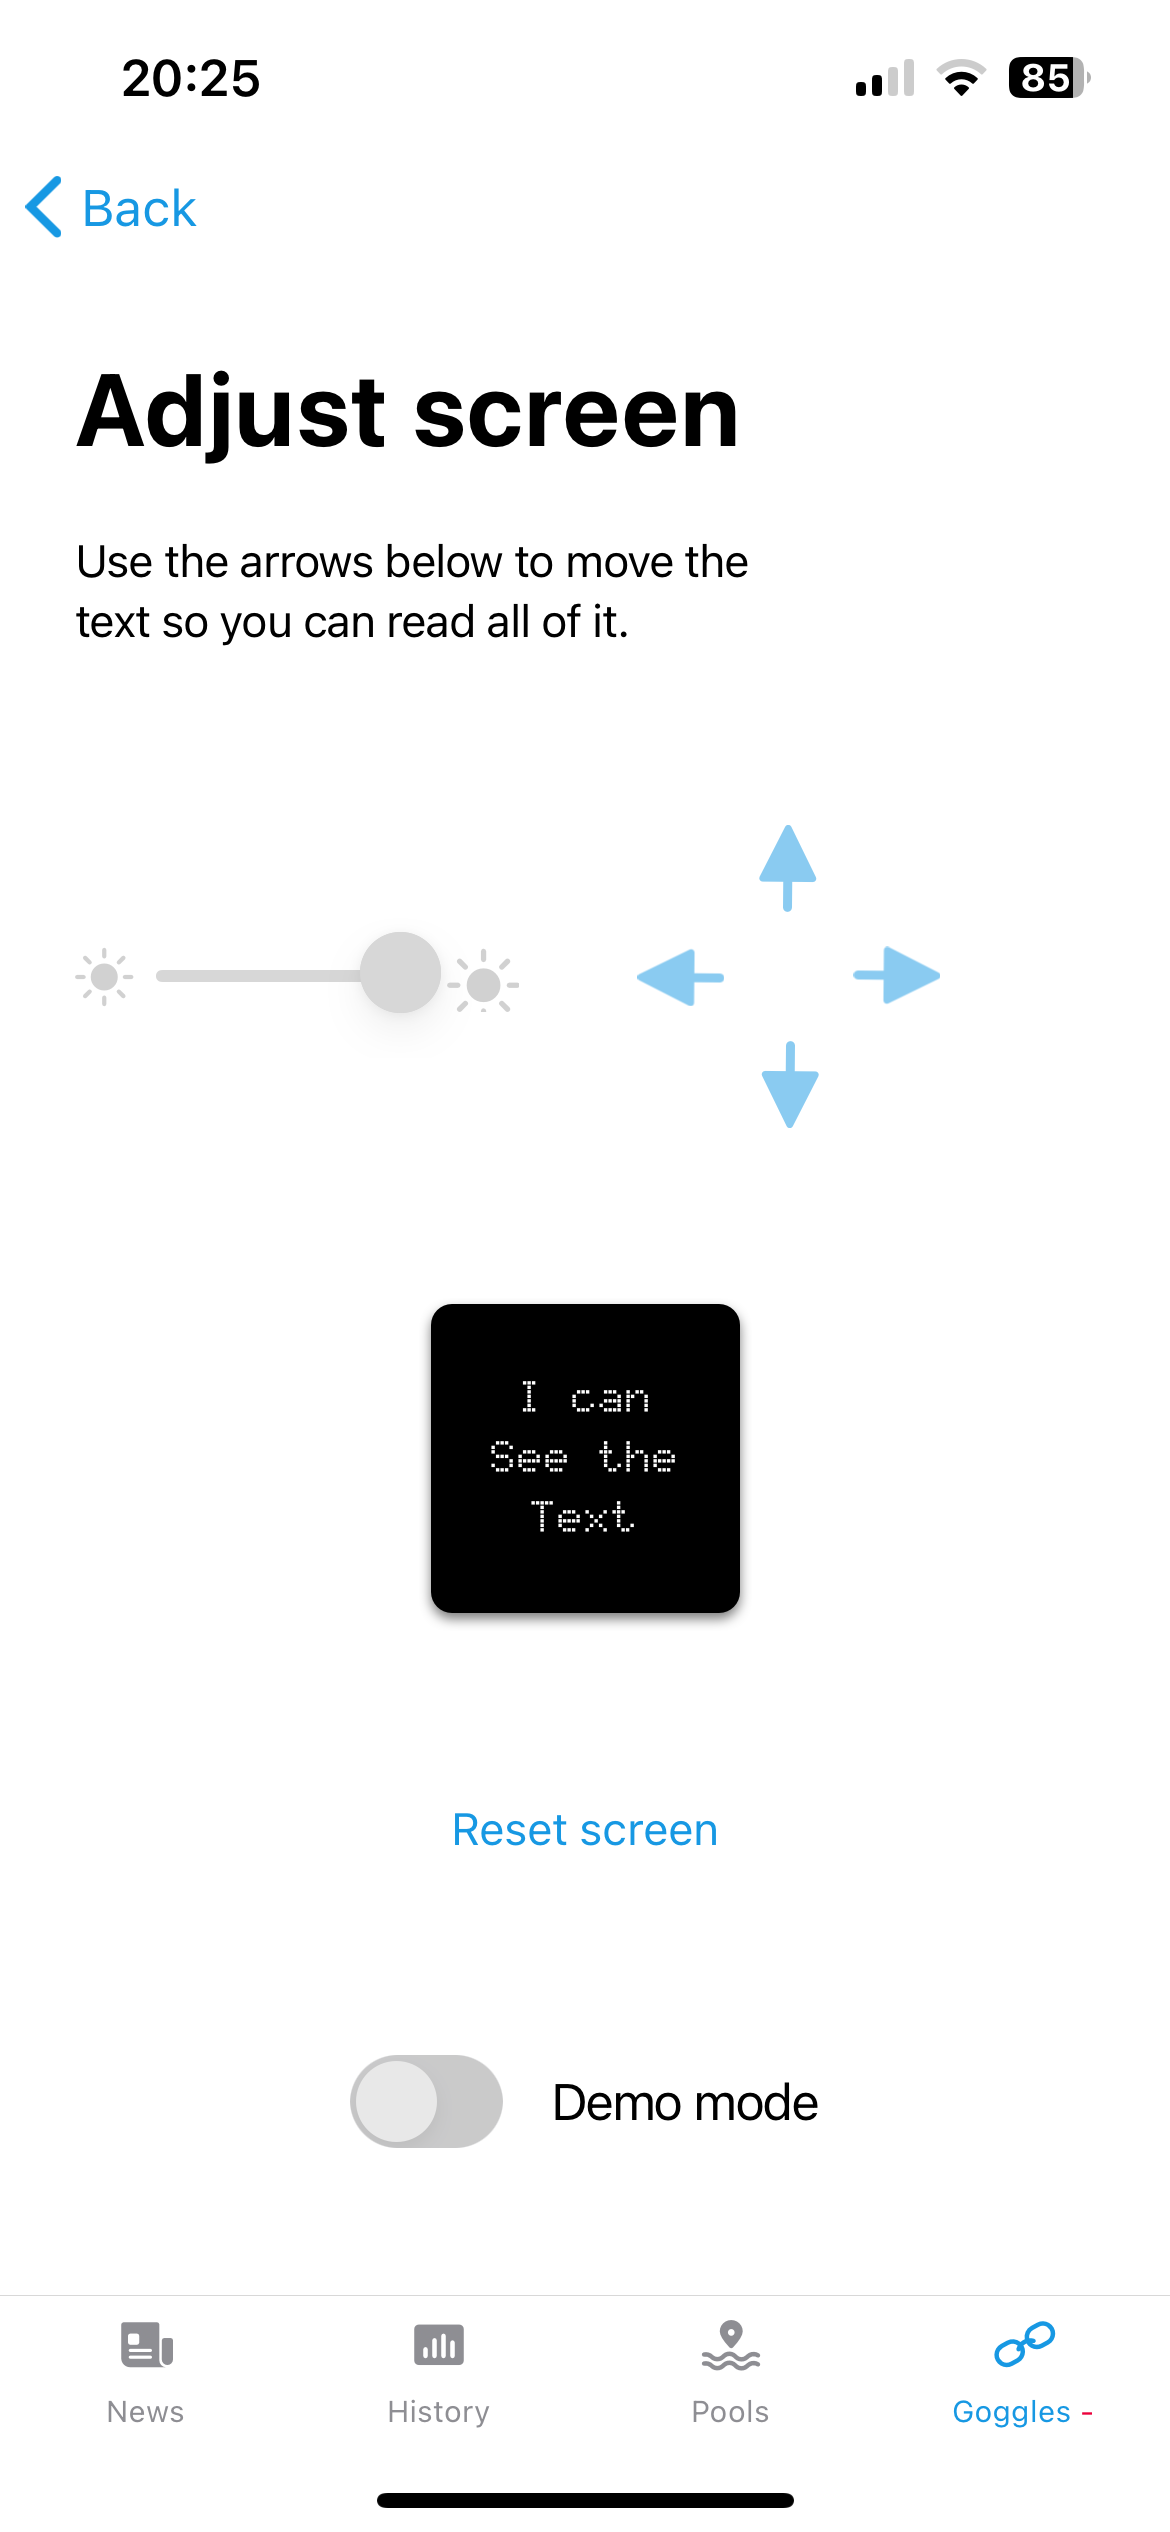 20:25
85
Back
Adjust screen
Use the arrows below to move the
text so you can read all of it.
I can
See the
Text
Reset screen
Demo mode
News
History
Pools
Goggles -